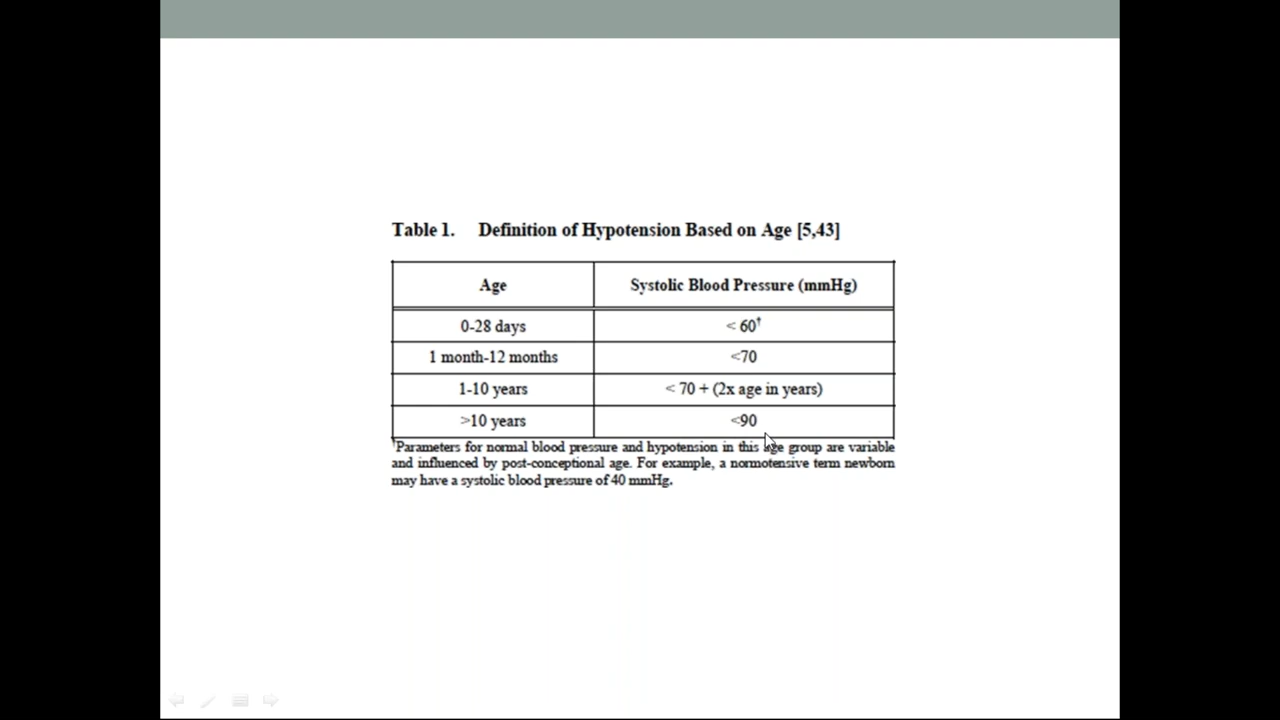 Table 1. Definition of Hypotension Based on Age [5,43]
Age Systolic Blood Pressure (mmHg)
0-28 days < 60†
1 month-12 months <70
1-10 years < 70 + (2x age in years)
>10 years <90
†Parameters for normal blood pressure and hypotension in this age group are variable
and influenced by post-conceptional age. For example, a normotensive term newborn
may have a systolic blood pressure of 40 mmHg.